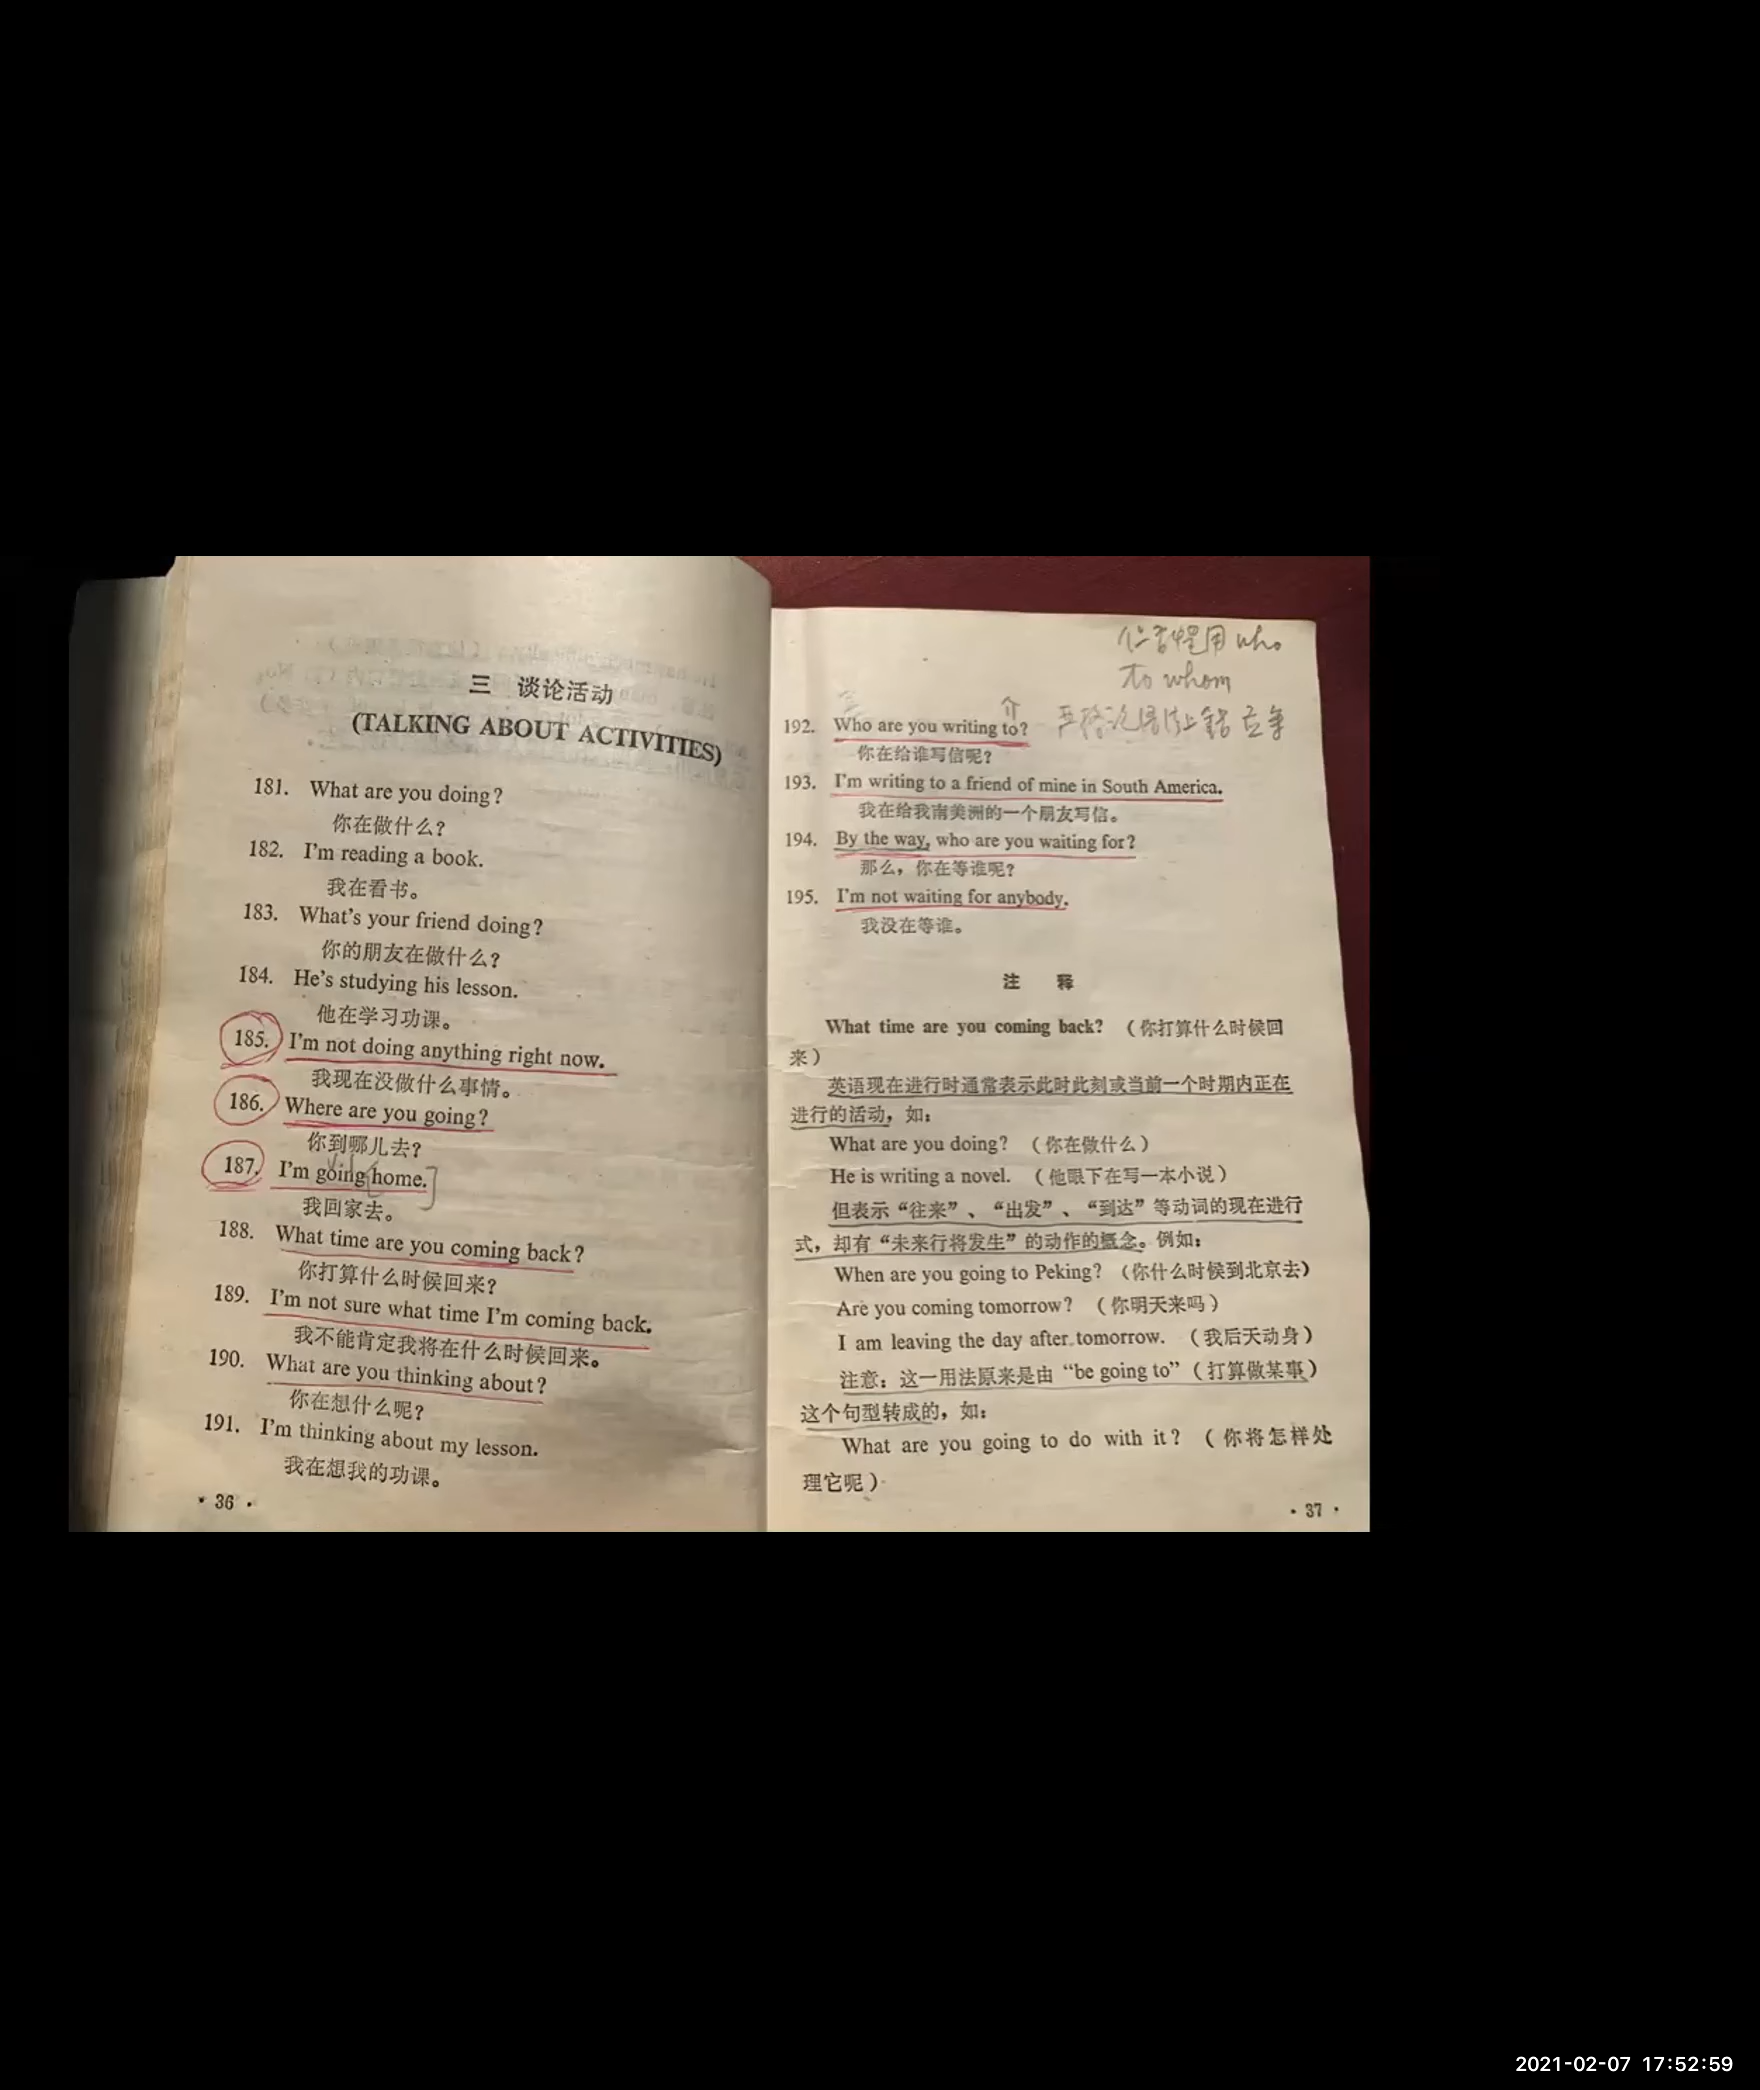 三 谈论活动
(TALKING ABOUT ACTIVITIES)
181. What are you doing?
你在做什么?
182. I'm reading a book.
我在看书。
183. What's your friend doing?
你的朋友在做什么?
184. He's studying his lesson.
他在学习功课。
185. I'm not doing anything right now.
我现在没做什么事情。
186. Where are you going?
你到哪儿去?
187. I'm going home.
我回家去。
188. What time are you coming back?
你打算什么时候回来?
189. I'm not sure what time I'm coming back.
我不能肯定我将在什么时候回来。
190. What are you thinking about?
你在想什么呢?
191. I'm thinking about my lesson.
我在想我的功课。
· 36 ·
用 who
to whom
介
192. Who are you writing to?
你在给谁写信呢?
193. I'm writing to a friend of mine in South America.
我在给我南美洲的一个朋友写信。
194. By the way, who are you waiting for?
那么，你在等谁呢?
195. I'm not waiting for anybody.
我没在等谁。
注 释
What time are you coming back? （你打算什么时候回
来）
英语现在进行时通常表示此时此刻或当前一个时期内正在
进行的活动，如：
What are you doing? （你在做什么）
He is writing a novel. （他眼下在写一本小说）
但表示“往来”、“出发”、“到达”等动词的现在进行
式，却有“未来行将发生”的动作的概念。例如：
When are you going to Peking? （你什么时候到北京去）
Are you coming tomorrow? （你明天来吗）
I am leaving the day after tomorrow. （我后天动身）
注意：这一用法原来是由“be going to”（打算做某事）
这个句型转成的，如：
What are you going to do with it? （你将怎样处
理它呢）
· 37 ·
2021-02-07 17:52:59